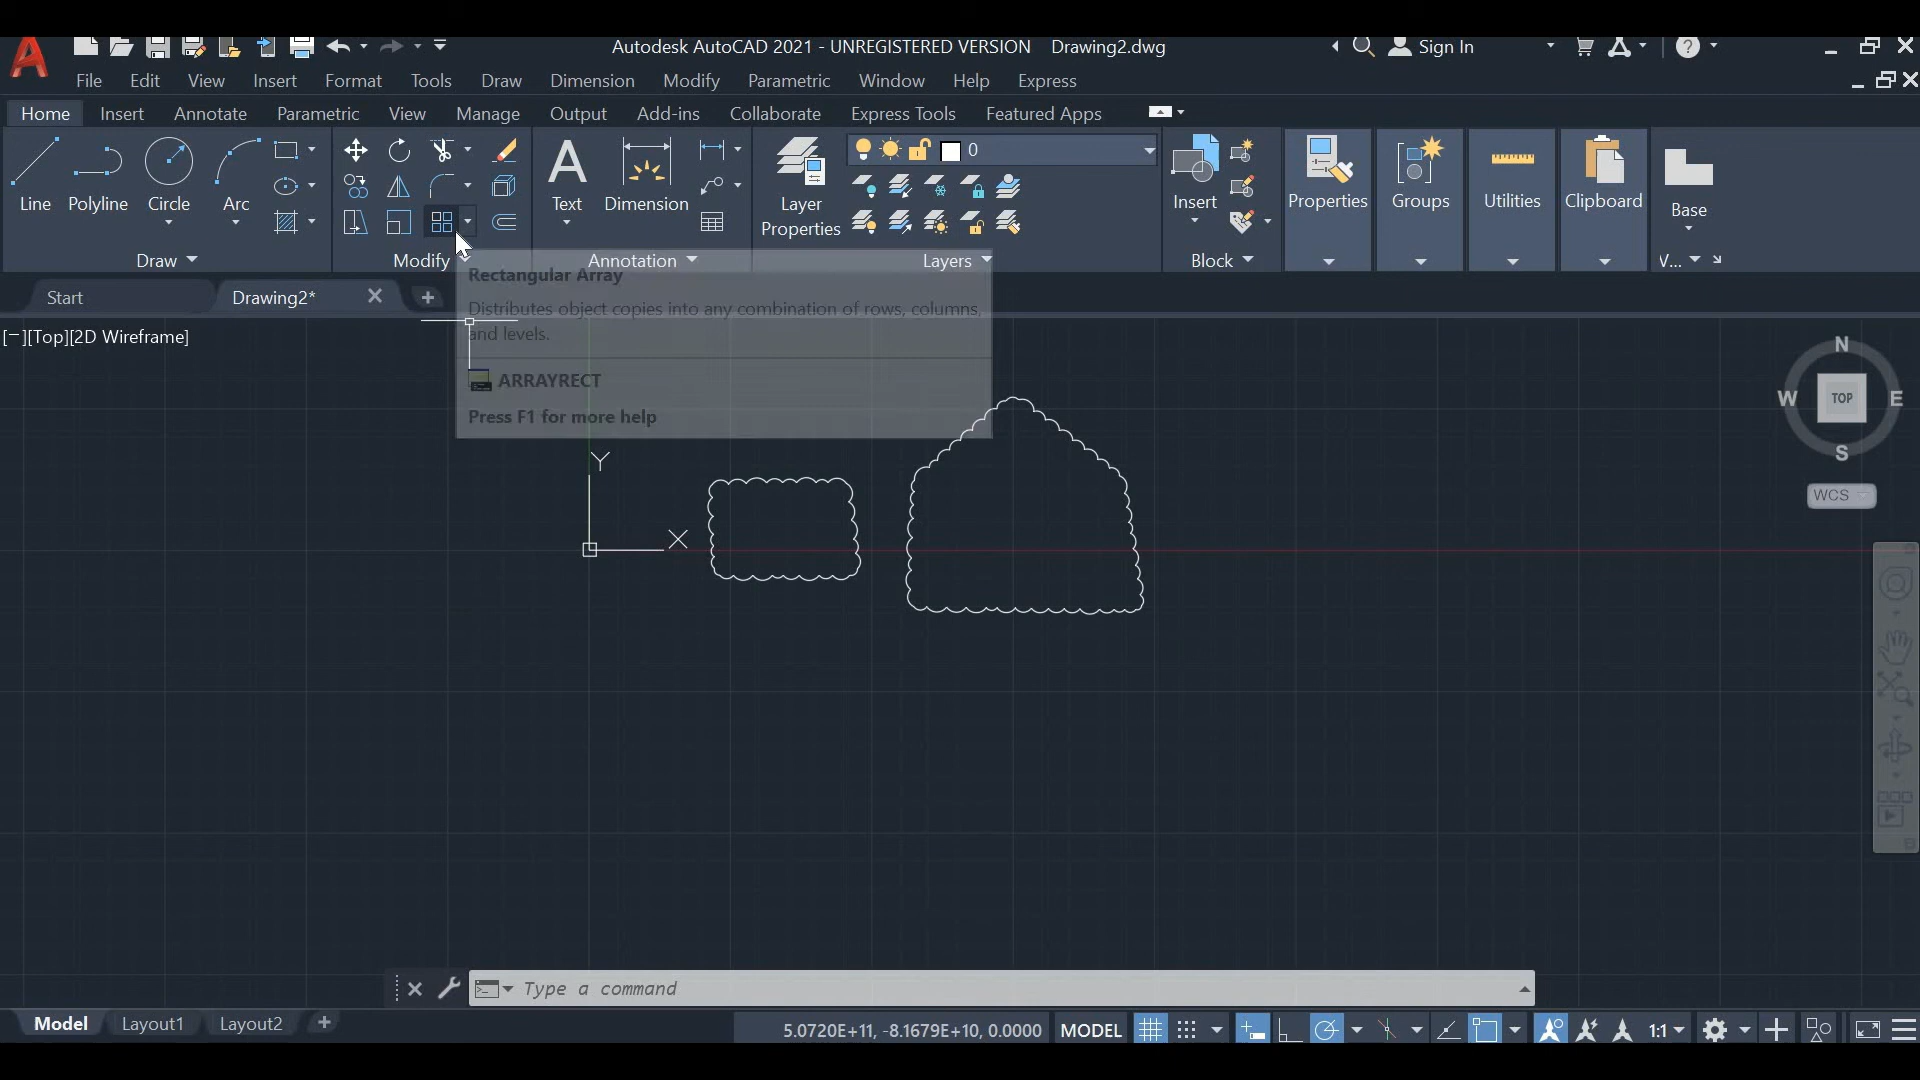 Autodesk AutoCAD 2021 - UNREGISTERED VERSION Drawing2.dwg
Sign In
File Edit View Insert Format Tools Draw Dimension Modify Parametric Window Help Express
Home Insert Annotate Parametric View Manage Output Add-ins Collaborate Express Tools Featured Apps
0
Line Polyline Circle Arc
Text Dimension
Layer
Properties
Insert
Properties Groups Utilities Clipboard
Base
Draw Modify Annotation Layers Block V...
Start Drawing2*
Rectangular Array
Distributes object copies into any combination of rows, columns,
and levels.
ARRAYRECT
Press F1 for more help
[−][Top][2D Wireframe]
N
W TOP E
S
WCS
Y
X
Type a command
Model Layout1 Layout2
5.0720E+11, -8.1679E+10, 0.0000 MODEL
1:1